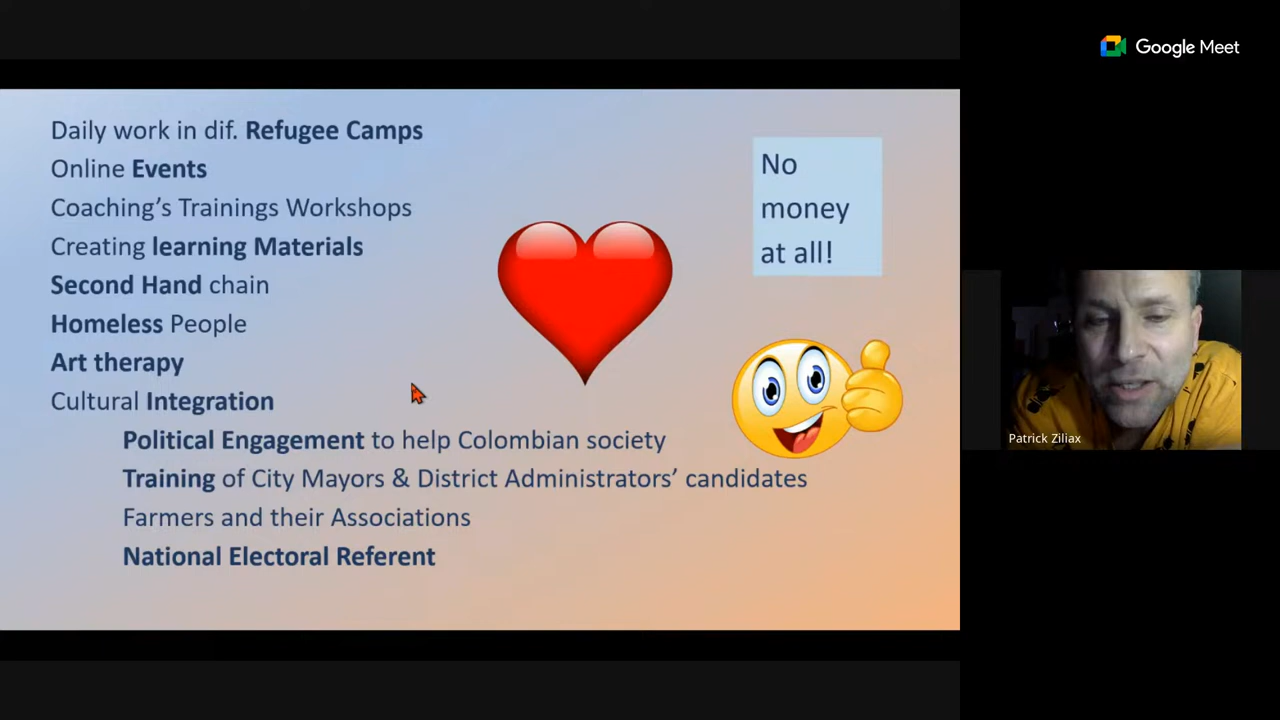 Google Meet
Daily work in dif. Refugee Camps
Online Events
Coaching's Trainings Workshops
Creating learning Materials
Second Hand chain
Homeless People
Art therapy
Cultural Integration
Political Engagement to help Colombian society
Training of City Mayors & District Administrators' candidates
Farmers and their Associations
National Electoral Referent
No
money
at all!
Patrick Ziliax